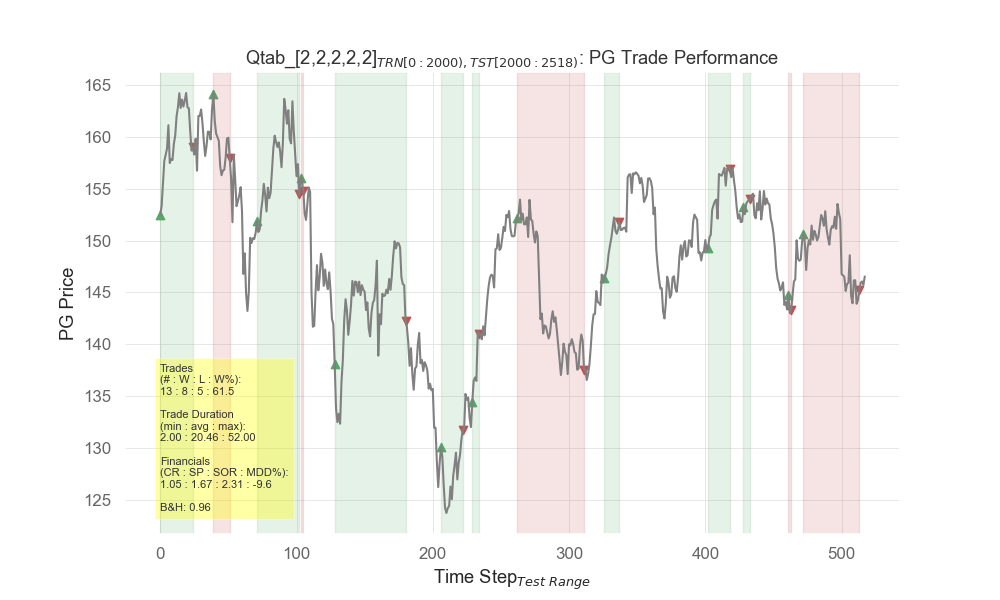 Qtab_[2,2,2,2,2]TRN[0:2000),TST[2000:2518): PG Trade Performance
165
160
155
150
145
140
135
130
125
PG Price
Trades
(# : W : L : W%):
13 : 8 : 5 : 61.5
Trade Duration
(min : avg : max):
2.00 : 20.46 : 52.00
Financials
(CR : SP : SOR : MDD%):
1.05 : 1.67 : 2.31 : -9.6
B&H: 0.96
0 100 200 300 400 500
Time StepTest Range